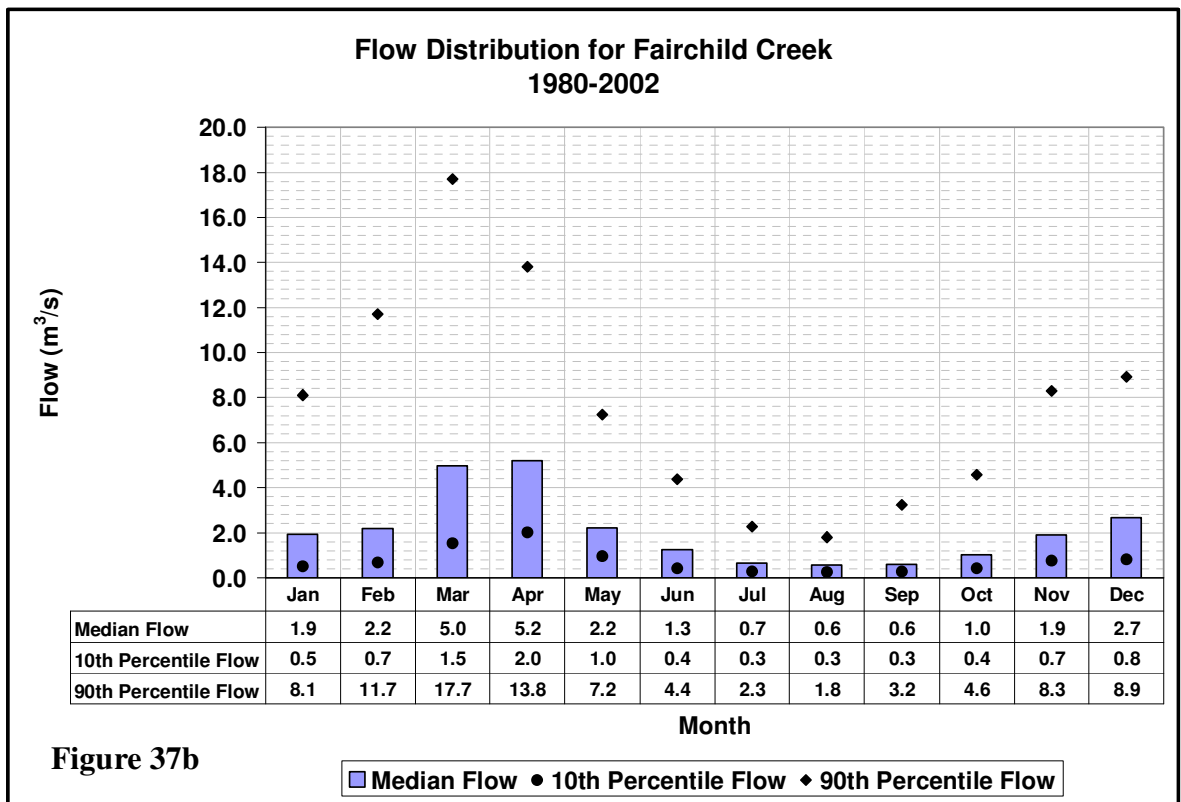 Flow Distribution for Fairchild Creek
1980-2002
20.0
18.0
16.0
14.0
12.0
10.0
8.0
6.0
4.0
2.0
0.0
Flow (m³/s)
Jan Feb Mar Apr May Jun Jul Aug Sep Oct Nov Dec
Median Flow 1.9 2.2 5.0 5.2 2.2 1.3 0.7 0.6 0.6 1.0 1.9 2.7
10th Percentile Flow 0.5 0.7 1.5 2.0 1.0 0.4 0.3 0.3 0.3 0.4 0.7 0.8
90th Percentile Flow 8.1 11.7 17.7 13.8 7.2 4.4 2.3 1.8 3.2 4.6 8.3 8.9
Month
Figure 37b
Median Flow 10th Percentile Flow 90th Percentile Flow